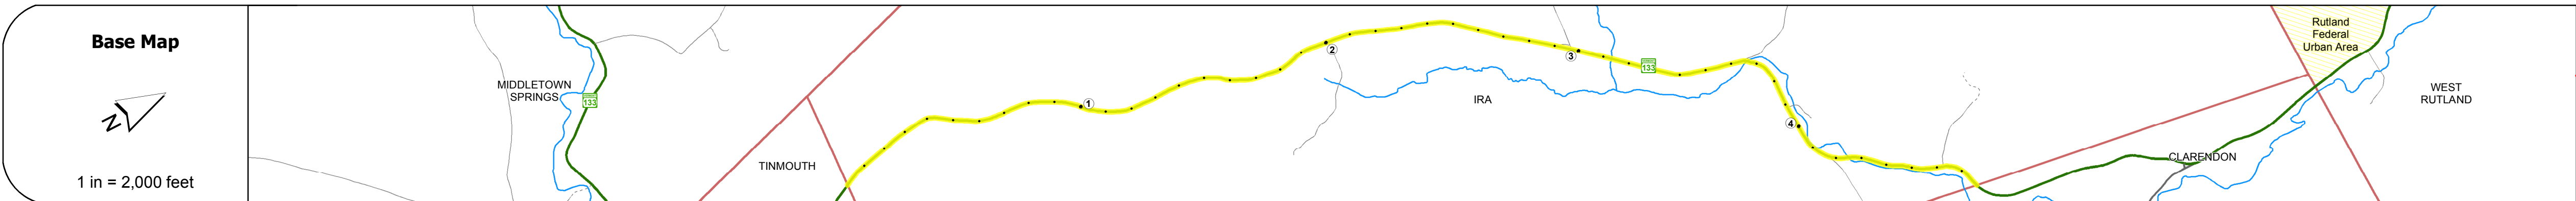 Base Map
N
1 in = 2,000 feet
MIDDLETOWN
SPRINGS
133
TINMOUTH
1
2
3
133
IRA
4
CLARENDON
Rutland
Federal
Urban Area
WEST
RUTLAND